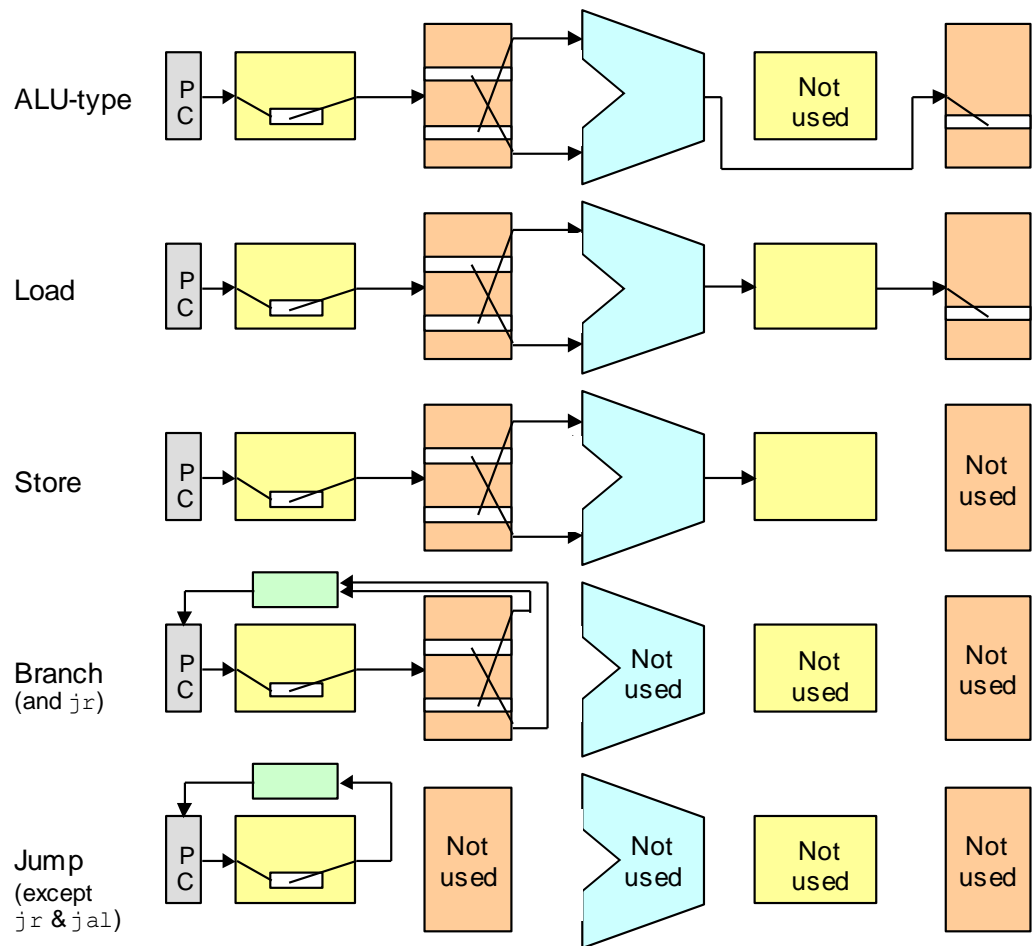 ALU-type
P
C
Not
used
Load
P
C
Store
P
C
Not
used
Branch
(and jr)
P
C
Not
used
Not
used
Not
used
Jump
(except
jr & jal)
P
C
Not
used
Not
used
Not
used
Not
used